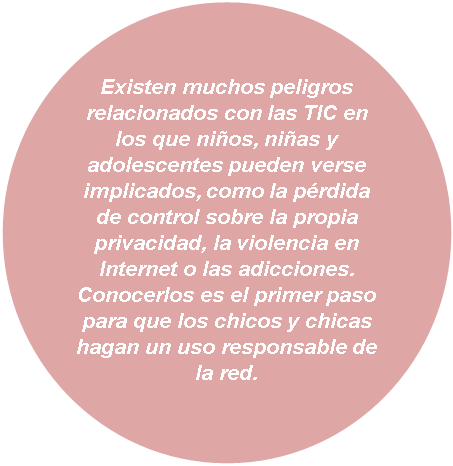 Existen muchos peligros
relacionados con las TIC en
los que niños, niñas y
adolescentes pueden verse
implicados, como la pérdida
de control sobre la propia
privacidad, la violencia en
Internet o las adicciones.
Conocerlos es el primer paso
para que los chicos y chicas
hagan un uso responsable de
la red.